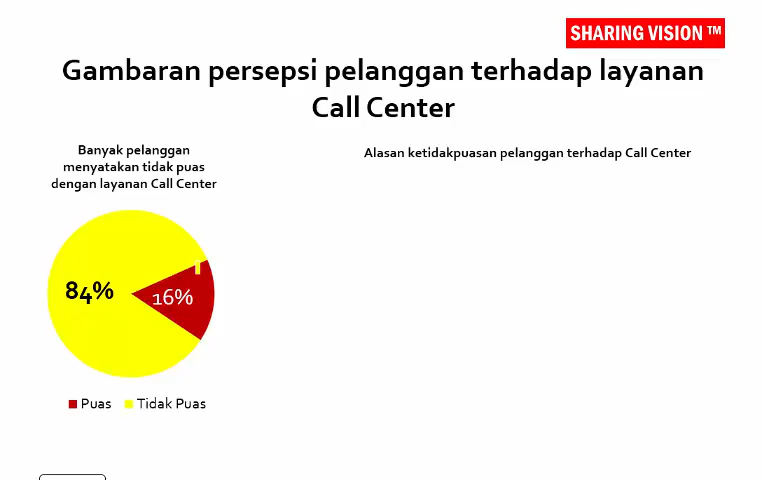 SHARING VISION ™
Gambaran persepsi pelanggan terhadap layanan
Call Center
Banyak pelanggan
menyatakan tidak puas
dengan layanan Call Center
Alasan ketidakpuasan pelanggan terhadap Call Center
84%
16%
Puas
Tidak Puas